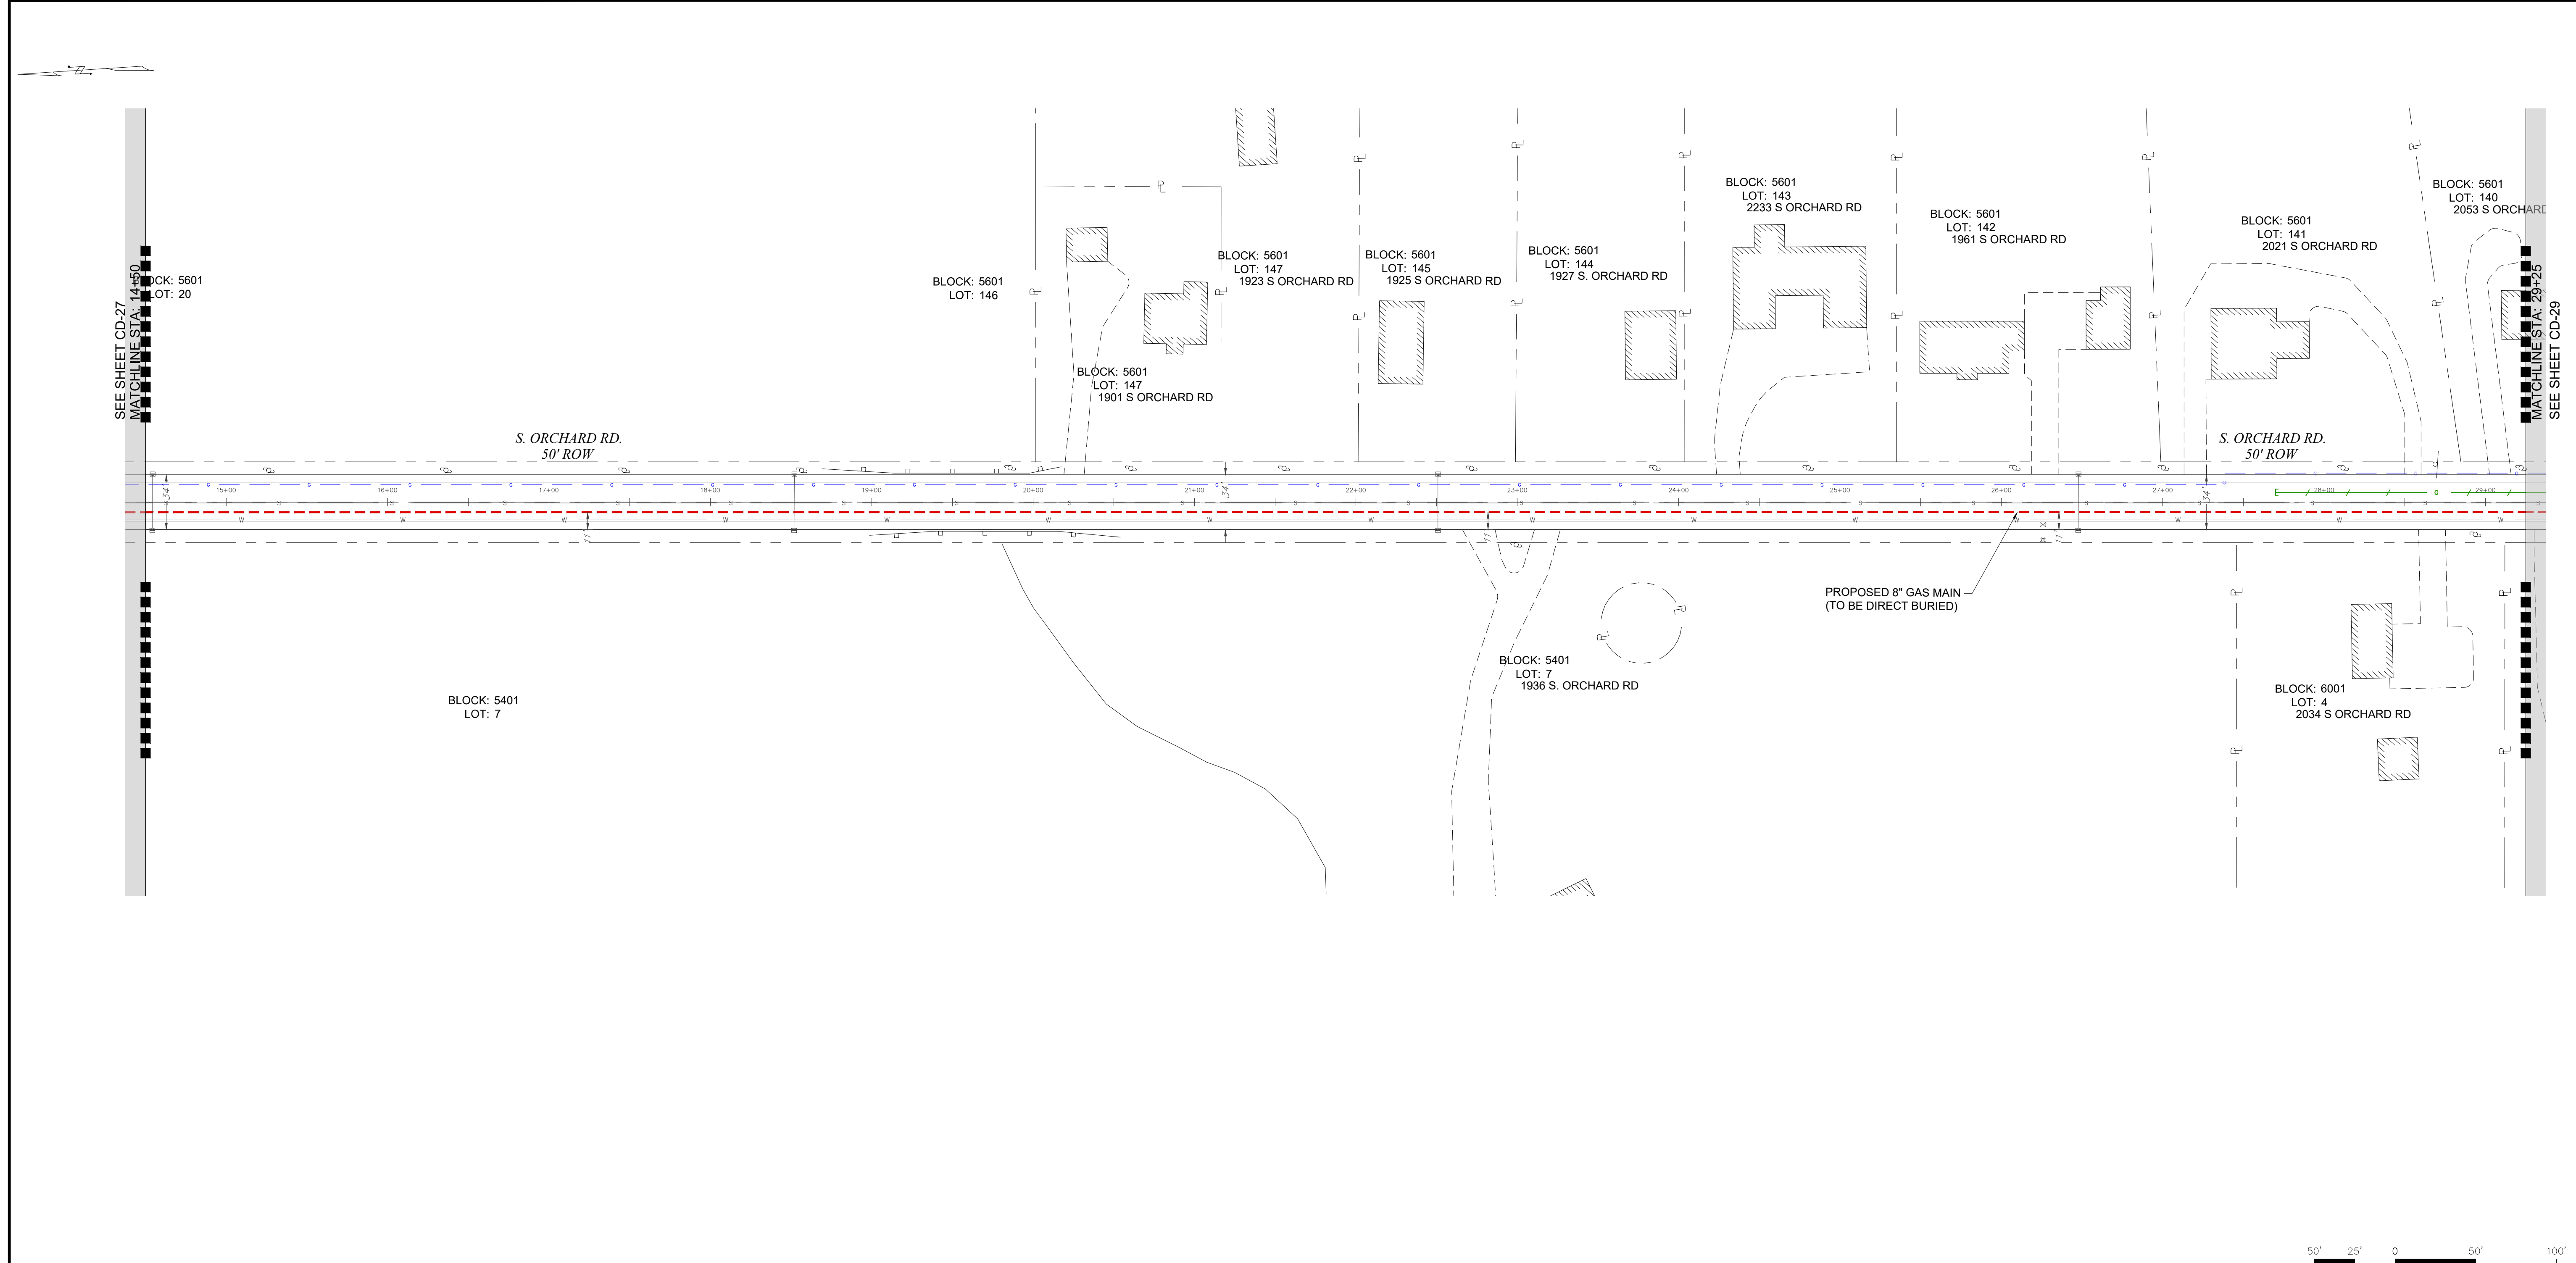 N
BLOCK: 5601
LOT: 143
2233 S ORCHARD RD
BLOCK: 5601
LOT: 140
2053 S ORCHARD
BLOCK: 5601
LOT: 142
1961 S ORCHARD RD
BLOCK: 5601
LOT: 141
2021 S ORCHARD RD
BLOCK: 5601
LOT: 147
1923 S ORCHARD RD
BLOCK: 5601
LOT: 145
1925 S ORCHARD RD
BLOCK: 5601
LOT: 144
1927 S. ORCHARD RD
SEE SHEET CD-27
MATCHLINE STA: 14+50
OCK: 5601
LOT: 20
BLOCK: 5601
LOT: 146
MATCHLINE STA: 29+25
SEE SHEET CD-29
BLOCK: 5601
LOT: 147
1901 S ORCHARD RD
S. ORCHARD RD.
50' ROW
S. ORCHARD RD.
50' ROW
34'
34'
34'
15+00 16+00 17+00 18+00 19+00 20+00 21+00 22+00 23+00 24+00 25+00 26+00 27+00 28+00 29+00
11'
11'
11'
PROPOSED 8" GAS MAIN
(TO BE DIRECT BURIED)
BLOCK: 5401
LOT: 7
1936 S. ORCHARD RD
BLOCK: 5401
LOT: 7
BLOCK: 6001
LOT: 4
2034 S ORCHARD RD
50' 25' 0 50' 100'